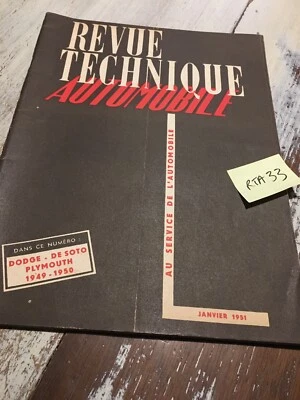 REVUE
TECHNIQUE
AUTOMOBILE
AU SERVICE DE L'AUTOMOBILE
RTA 33
DANS CE NUMÉRO :
DODGE - DE SOTO
PLYMOUTH
1949 - 1950
JANVIER 1951